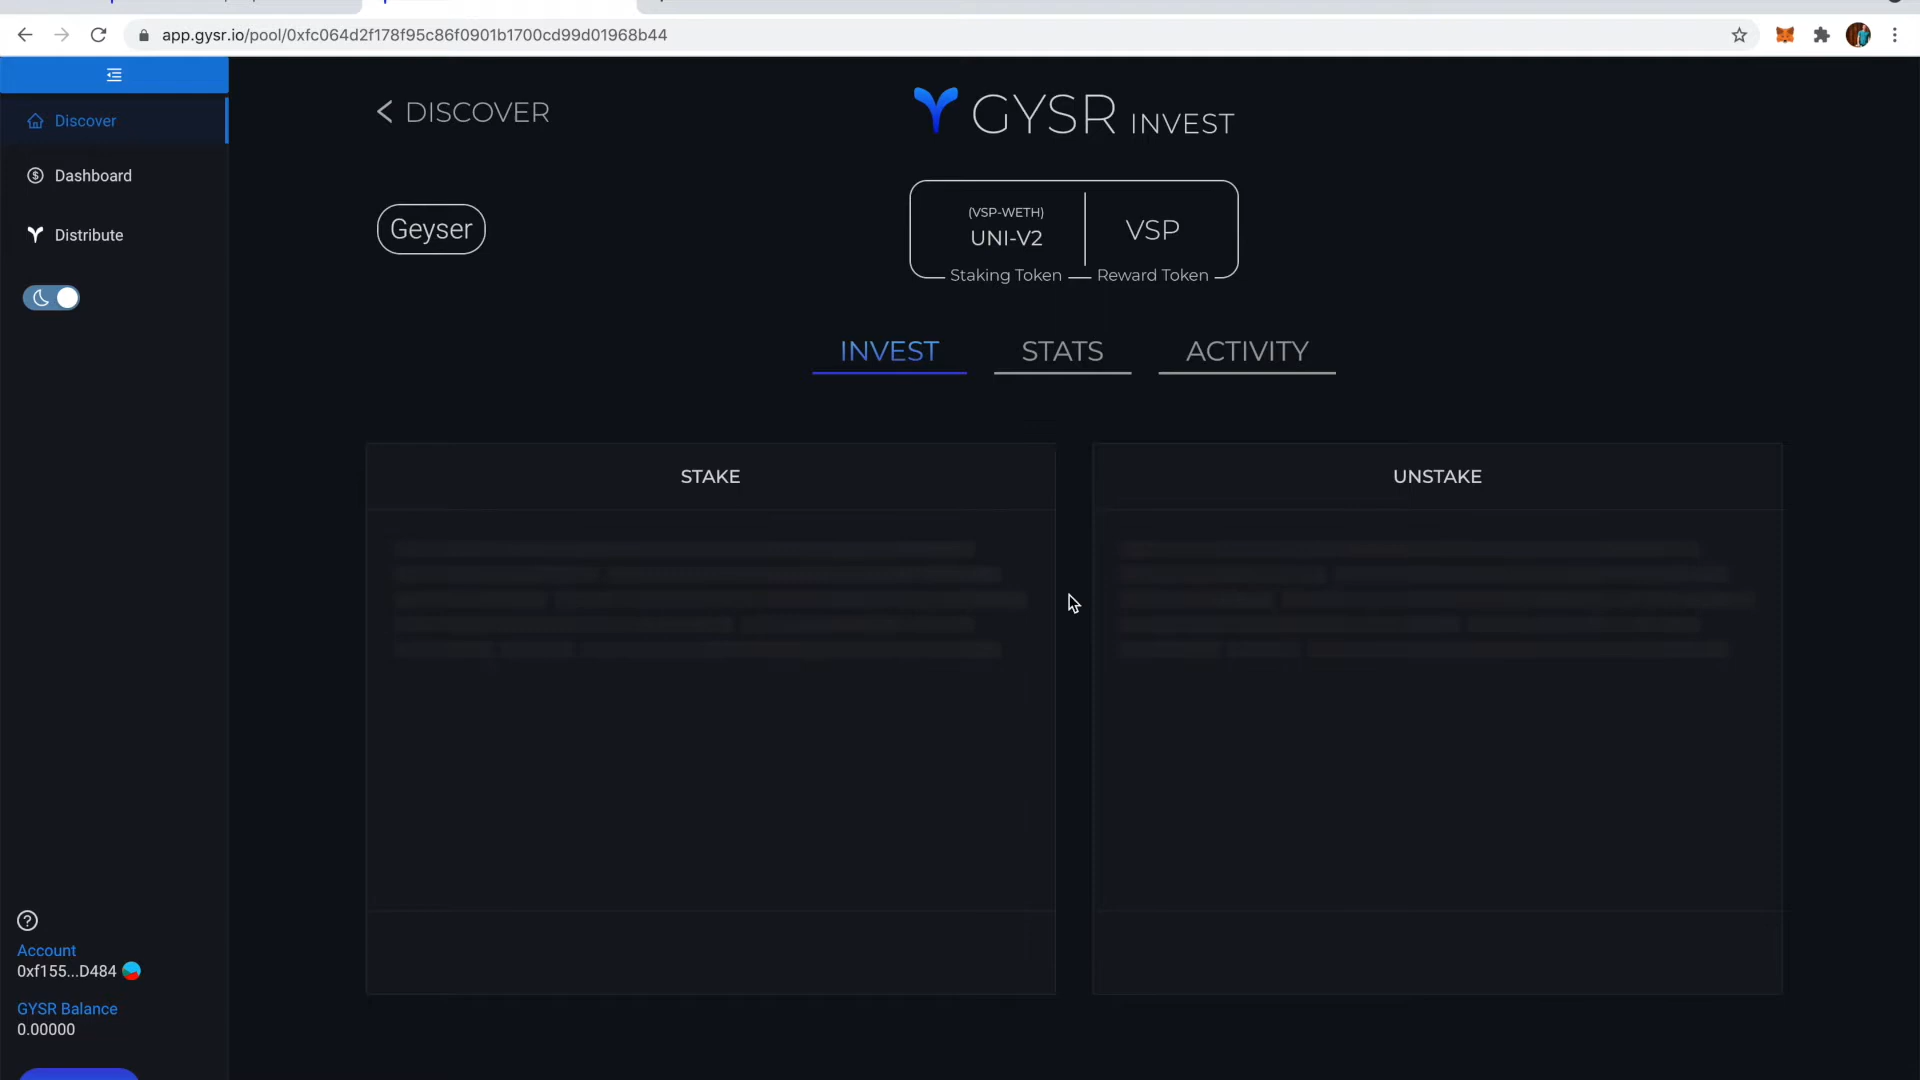 app.gysr.io/pool/0xfc064d2f178f95c86f0901b1700cd99d01968b44
Discover
Dashboard
Distribute
DISCOVER
GYSR INVEST
Geyser
(VSP-WETH)
UNI-V2
VSP
Staking Token
Reward Token
INVEST
STATS
ACTIVITY
STAKE
UNSTAKE
Account
0xf155...D484
GYSR Balance
0.00000